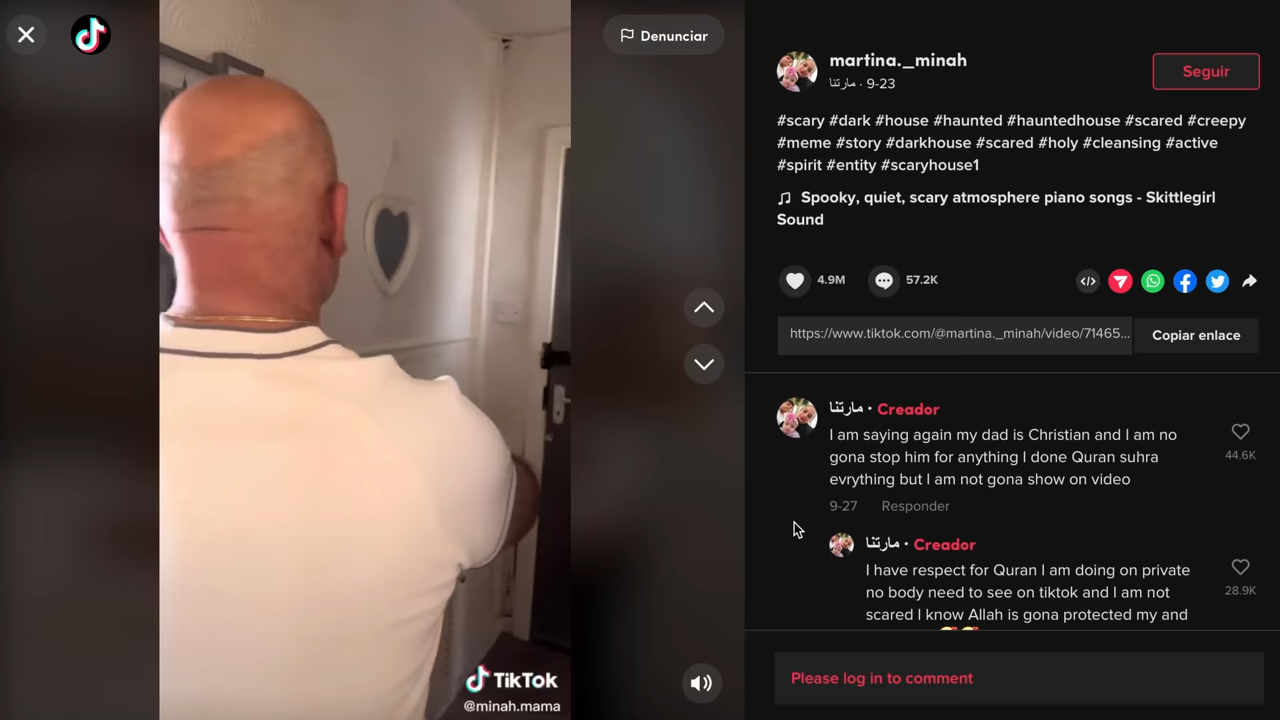 Denunciar
TikTok
@minah.mama
martina._minah
مارتنا · 9-23
Seguir
#scary #dark #house #haunted #hauntedhouse #scared #creepy
#meme #story #darkhouse #scared #holy #cleansing #active
#spirit #entity #scaryhouse1
Spooky, quiet, scary atmosphere piano songs - Skittlegirl
Sound
4.9M
57.2K
https://www.tiktok.com/@martina._minah/video/71465...
Copiar enlace
مارتنا · Creador
I am saying again my dad is Christian and I am no
gona stop him for anything I done Quran suhra
evrything but I am not gona show on video
44.6K
9-27 Responder
مارتنا · Creador
I have respect for Quran I am doing on private
no body need to see on tiktok and I am not
scared I know Allah is gona protected my and
28.9K
Please log in to comment